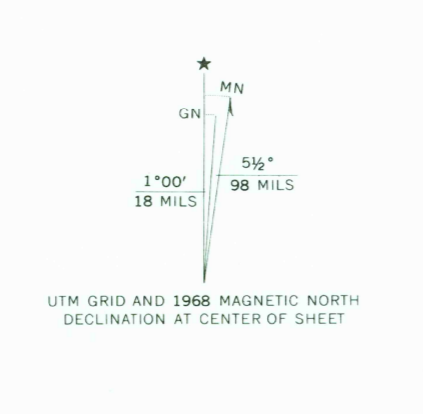 ★
MN
GN
5½°
98 MILS
1°00′
18 MILS
UTM GRID AND 1968 MAGNETIC NORTH
DECLINATION AT CENTER OF SHEET